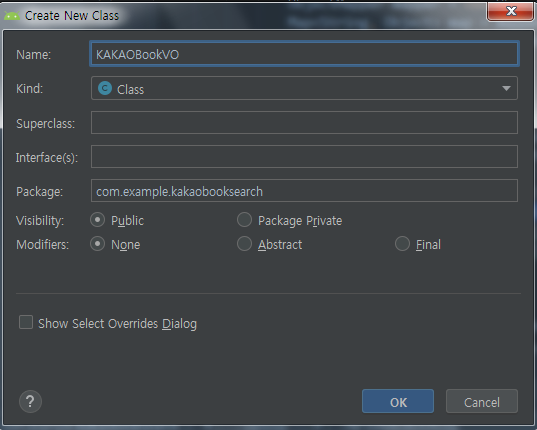 Create New Class
Name: KAKAOBookVO
Kind: C Class
Superclass:
Interface(s):
Package: com.example.kakaobooksearch
Visibility: Public Package Private
Modifiers: None Abstract Final
Show Select Overrides Dialog
? OK Cancel